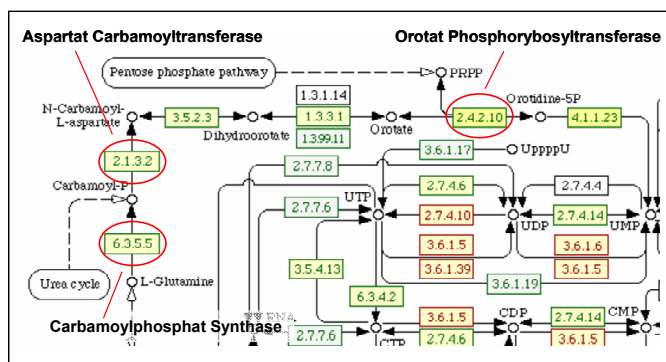 Aspartat Carbamoyltransferase
Orotat Phosphorybosyltransferase
Pentose phosphate pathway
PRPP
1.3.1.14
N-Carbamoyl-
L-aspartate
3.5.2.3
Dihydroorotate
1.3.3.1
Orotate
2.4.2.10
Orotidine-5P
4.1.1.23
1.3.99.11
2.1.3.2
3.6.1.17
UppppU
2.7.7.8
Carbamoyl-P
2.7.4.6
2.7.4.4
UTP
2.7.7.6
2.7.4.10
UDP
2.7.4.14
UMP
6.3.5.5
3.6.1.5
3.6.1.6
3.5.4.13
3.6.1.39
3.6.1.5
Urea cycle
L-Glutamine
3.6.1.19
6.3.4.2
RNA
Carbamoylphosphat Synthase
2.7.7.6
3.6.1.5
CDP
2.7.4.14
CMP
CTP
2.7.4.6
3.6.1.5